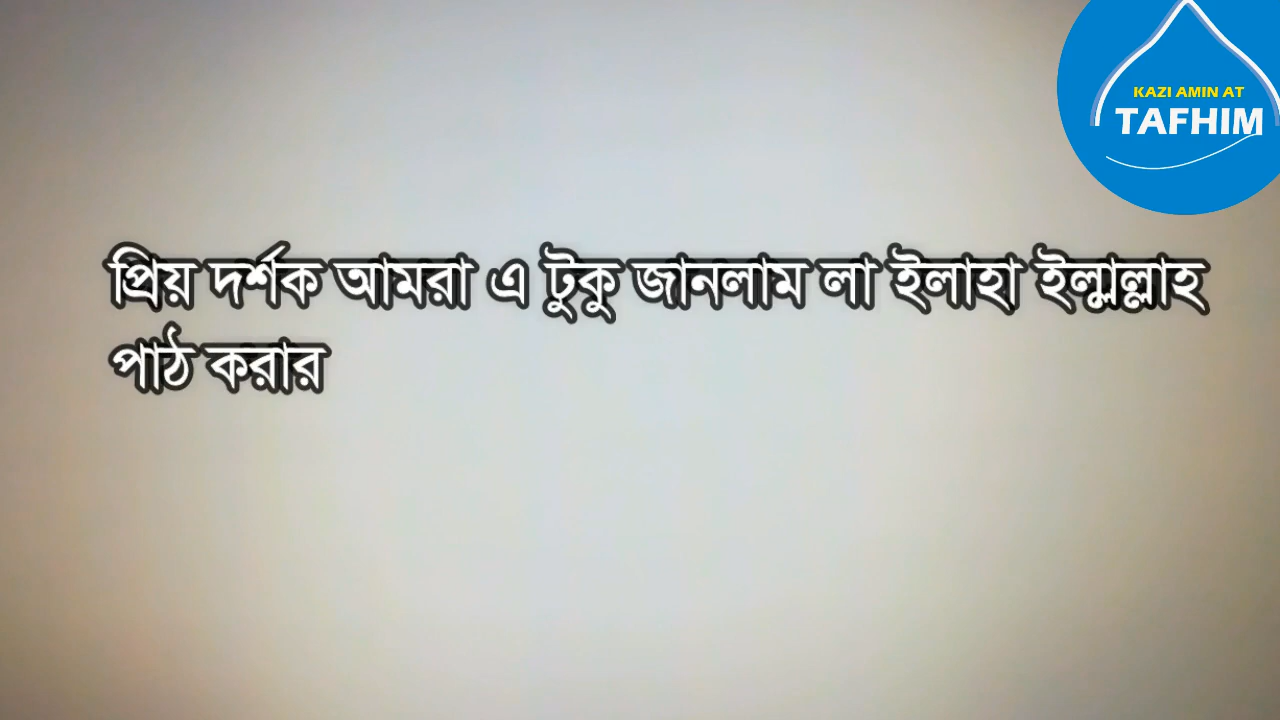 KAZI AMIN AT
TAFHIM
প্রিয় দর্শক আমরা এ টুকু জানলাম লা ইলাহা ইল্লাল্লাহ
পাঠ করার